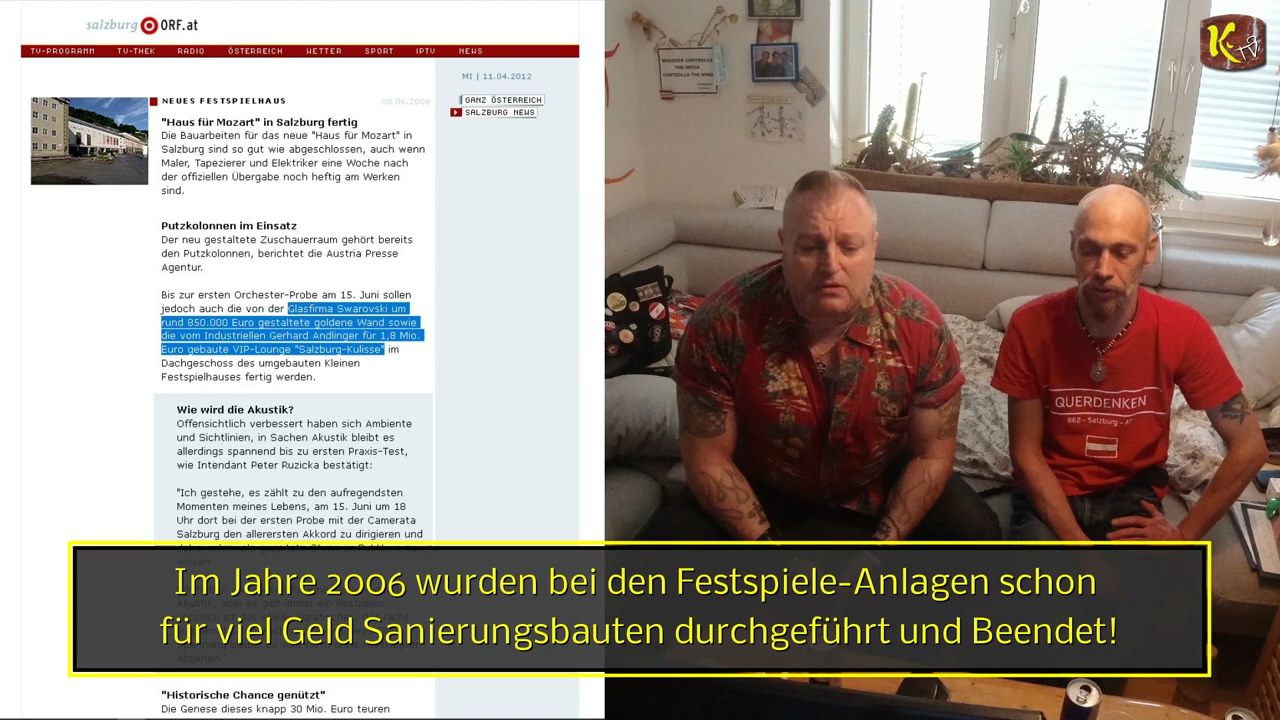 salzburg ORF.at
TV-PROGRAMM TV-THEK RADIO ÖSTERREICH WETTER SPORT IPTV NEWS
MI | 11.04.2012
GANZ ÖSTERREICH
SALZBURG NEWS
NEUES FESTSPIELHAUS 08.06.2006
"Haus für Mozart" in Salzburg fertig
Die Bauarbeiten für das neue "Haus für Mozart" in
Salzburg sind so gut wie abgeschlossen, auch wenn
Maler, Tapezierer und Elektriker eine Woche nach
der offiziellen Übergabe noch heftig am Werken
sind.
Putzkolonnen im Einsatz
Der neu gestaltete Zuschauerraum gehört bereits
den Putzkolonnen, berichtet die Austria Presse
Agentur.
Bis zur ersten Orchester-Probe am 15. Juni sollen
jedoch auch die von der Glasfirma Swarovski um
rund 850.000 Euro gestaltete goldene Wand sowie
die vom Industriellen Gerhard Andlinger für 1,8 Mio.
Euro gebaute VIP-Lounge "Salzburg-Kulisse" im
Dachgeschoss des umgebauten Kleinen
Festspielhauses fertig werden.
Wie wird die Akustik?
Offensichtlich verbessert haben sich Ambiente
und Sichtlinien, in Sachen Akustik bleibt es
allerdings spannend bis zu ersten Praxis-Test,
wie Intendant Peter Ruzicka bestätigt:
"Ich gestehe, es zählt zu den aufregendsten
Momenten meines Lebens, am 15. Juni um 18
Uhr dort bei der ersten Probe mit der Camerata
Salzburg den allerersten Akkord zu dirigieren und
"Historische Chance genützt"
Die Genese dieses knapp 30 Mio. Euro teuren
WHOEVER CONTROLS
THE MEDIA
CONTROLS THE MIND
K TV
QUERDENKEN
662 - Salzburg - AT
Im Jahre 2006 wurden bei den Festspiele-Anlagen schon
für viel Geld Sanierungsbauten durchgeführt und Beendet!